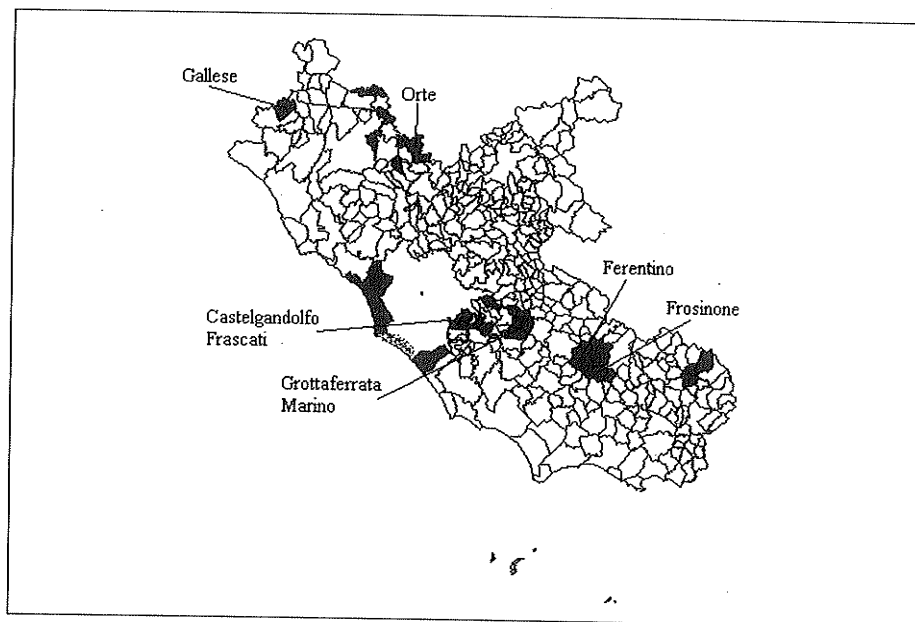 Gallese
Orte
Ferentino
Frosinone
Castelgandolfo
Frascati
Grottaferrata
Marino